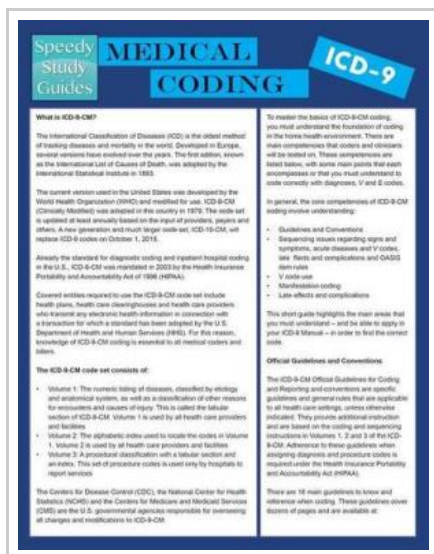 Speedy
Study
Guides
MEDICAL
CODING
ICD-9
What is ICD-9-CM?
The International Classification of Diseases (ICD) is the oldest method
of tracking diseases and mortality in the world. Developed in Europe,
several versions have evolved over the years. The first edition, known
as the International List of Causes of Death, was adopted by the
International Statistical Institute in 1893.
The current version used in the United States was developed by the
World Health Organization (WHO) and modified for use. ICD-9-CM
(Clinically Modified) was adopted in this country in 1979. The code set
is updated at least annually based on the input of providers, payers and
others. A new generation and much larger code set, ICD-10-CM, will
replace ICD-9 codes on October 1, 2015.
Already the standard for diagnostic coding and inpatient hospital coding
in the U.S., ICD-9-CM was mandated in 2003 by the Health Insurance
Portability and Accountability Act of 1996 (HIPAA).
Covered entities required to use the ICD-9-CM code set include
health plans, health care clearinghouses and health care providers
who transmit any electronic health information in connection with
a transaction for which a standard has been adopted by the U.S.
Department of Health and Human Services (HHS). For this reason,
knowledge of ICD-9-CM coding is essential to all medical coders and
billers.
The ICD-9-CM code set consists of:
• Volume 1: The numeric listing of diseases, classified by etiology
and anatomical system, as well as a classification of other reasons
for encounters and causes of injury. This is called the tabular
section of ICD-9-CM. Volume 1 is used by all health care providers
and facilities
• Volume 2: The alphabetic index used to locate the codes in Volume
1. Volume 2 is used by all health care providers and facilities
• Volume 3: A procedural classification with a tabular section and
an index. This set of procedure codes is used only by hospitals to
report services
The Centers for Disease Control (CDC), the National Center for Health
Statistics (NCHS) and the Centers for Medicare and Medicaid Services
(CMS) are the U.S. governmental agencies responsible for overseeing
all changes and modifications to ICD-9-CM.
To master the basics of ICD-9-CM coding,
you must understand the foundation of coding
in the home health environment. There are
main competencies that coders and clinicians
will be tested on. These competencies are
listed below, with some main points that each
encompasses or that you must understand to
code correctly with diagnoses, V and E codes.
In general, the core competencies of ICD-9-CM
coding involve understanding:
• Guidelines and Conventions
• Sequencing issues regarding signs and
symptoms, acute diseases and V codes,
late effects and complications and OASIS
item rules
• V code use
• Manifestation coding
• Late effects and complications
This short guide highlights the main areas that
you must understand – and be able to apply in
your ICD-9 Manual – in order to find the correct
code.
Official Guidelines and Conventions
The ICD-9-CM Official Guidelines for Coding
and Reporting and conventions are specific
guidelines and general rules that are applicable
to all health care settings, unless otherwise
indicated. They provide additional instruction
and are based on the coding and sequencing
instructions in Volumes 1, 2 and 3 of the ICD-
9-CM. Adherence to these guidelines when
assigning diagnosis and procedure codes is
required under the Health Insurance Portability
and Accountability Act (HIPAA).
There are 16 main guidelines to know and
reference when coding. These guidelines cover
dozens of pages and are available at: